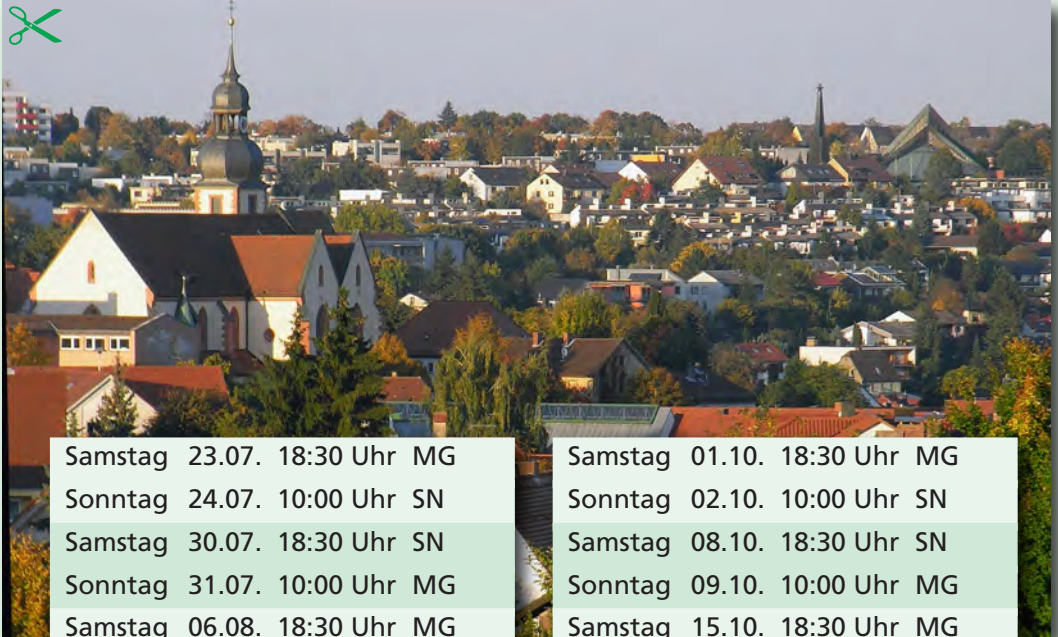 Samstag 23.07. 18:30 Uhr MG
Sonntag 24.07. 10:00 Uhr SN
Samstag 30.07. 18:30 Uhr SN
Sonntag 31.07. 10:00 Uhr MG
Samstag 06.08. 18:30 Uhr MG
Samstag 01.10. 18:30 Uhr MG
Sonntag 02.10. 10:00 Uhr SN
Samstag 08.10. 18:30 Uhr SN
Sonntag 09.10. 10:00 Uhr MG
Samstag 15.10. 18:30 Uhr MG